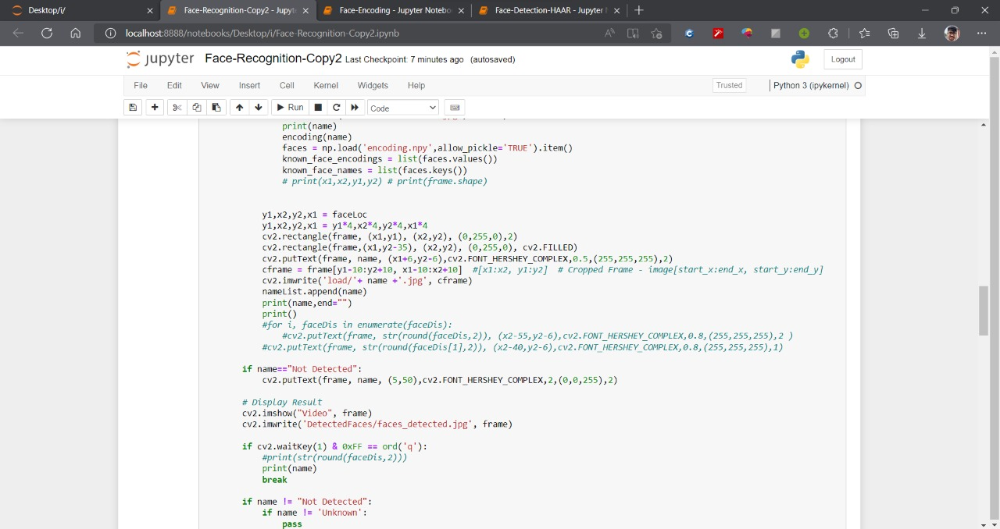 Desktop/i/
Face-Recognition-Copy2 - Jupyt
Face-Encoding - Jupyter Notebo
Face-Detection-HAAR - Jupyter
localhost:8888/notebooks/Desktop/i/Face-Recognition-Copy2.ipynb
jupyter Face-Recognition-Copy2 Last Checkpoint: 7 minutes ago (autosaved)
Logout
File Edit View Insert Cell Kernel Widgets Help
Trusted
Python 3 (ipykernel)
Run
Code
print(name)
encoding(name)
faces = np.load('encoding.npy',allow_pickle='TRUE').item()
known_face_encodings = list(faces.values())
known_face_names = list(faces.keys())
# print(x1,x2,y1,y2) # print(frame.shape)
y1,x2,y2,x1 = faceLoc
y1,x2,y2,x1 = y1*4,x2*4,y2*4,x1*4
cv2.rectangle(frame, (x1,y1), (x2,y2), (0,255,0),2)
cv2.rectangle(frame,(x1,y2-35), (x2,y2), (0,255,0), cv2.FILLED)
cv2.putText(frame, name, (x1+6,y2-6),cv2.FONT_HERSHEY_COMPLEX,0.5,(255,255,255),2)
cframe = frame[y1-10:y2+10, x1-10:x2+10]  #[x1:x2, y1:y2]  # Cropped Frame - image[start_x:end_x, start_y:end_y]
cv2.imwrite('load/'+ name +'.jpg', cframe)
nameList.append(name)
print(name,end="")
print()
#for i, faceDis in enumerate(faceDis):
#cv2.putText(frame, str(round(faceDis,2)), (x2-55,y2-6),cv2.FONT_HERSHEY_COMPLEX,0.8,(255,255,255),2 )
#cv2.putText(frame, str(round(faceDis[1],2)), (x2-40,y2-6),cv2.FONT_HERSHEY_COMPLEX,0.8,(255,255,255),1)
if name=="Not Detected":
cv2.putText(frame, name, (5,50),cv2.FONT_HERSHEY_COMPLEX,2,(0,0,255),2)
# Display Result
cv2.imshow("Video", frame)
cv2.imwrite('DetectedFaces/faces_detected.jpg', frame)
if cv2.waitKey(1) & 0xFF == ord('q'):
#print(str(round(faceDis,2)))
print(name)
break
if name != "Not Detected":
if name != 'Unknown':
pass